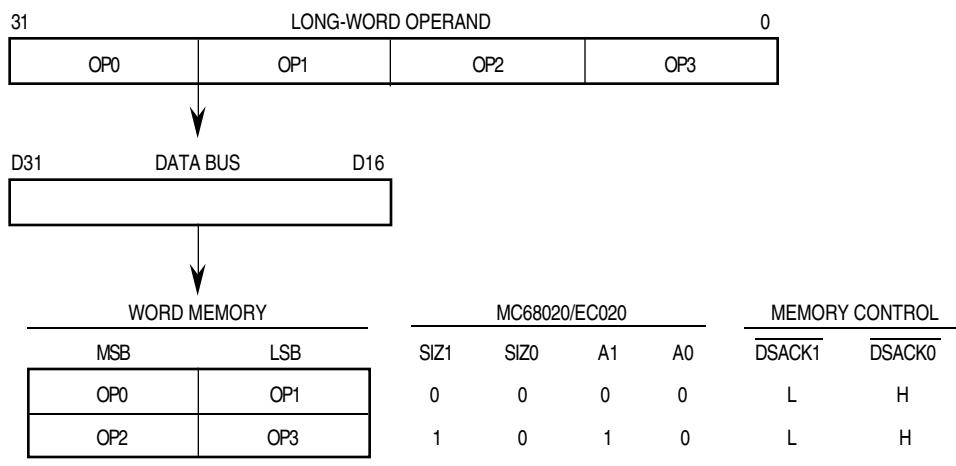 31 LONG-WORD OPERAND 0
OP0 OP1 OP2 OP3
D31 DATA BUS D16
WORD MEMORY MC68020/EC020 MEMORY CONTROL
MSB LSB SIZ1 SIZ0 A1 A0 DSACK1 DSACK0
OP0 OP1 0 0 0 0 L H
OP2 OP3 1 0 1 0 L H